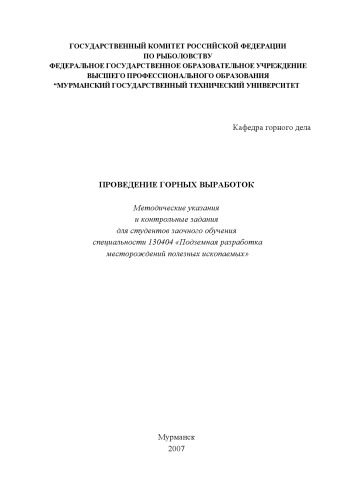 ГОСУДАРСТВЕННЫЙ КОМИТЕТ РОССИЙСКОЙ ФЕДЕРАЦИИ
ПО РЫБОЛОВСТВУ
ФЕДЕРАЛЬНОЕ ГОСУДАРСТВЕННОЕ ОБРАЗОВАТЕЛЬНОЕ УЧРЕЖДЕНИЕ
ВЫСШЕГО ПРОФЕССИОНАЛЬНОГО ОБРАЗОВАНИЯ
“МУРМАНСКИЙ ГОСУДАРСТВЕННЫЙ ТЕХНИЧЕСКИЙ УНИВЕРСИТЕТ
Кафедра горного дела
ПРОВЕДЕНИЕ ГОРНЫХ ВЫРАБОТОК
Методические указания
и контрольные задания
для студентов заочного обучения
специальности 130404 «Подземная разработка
месторождений полезных ископаемых»
Мурманск
2007